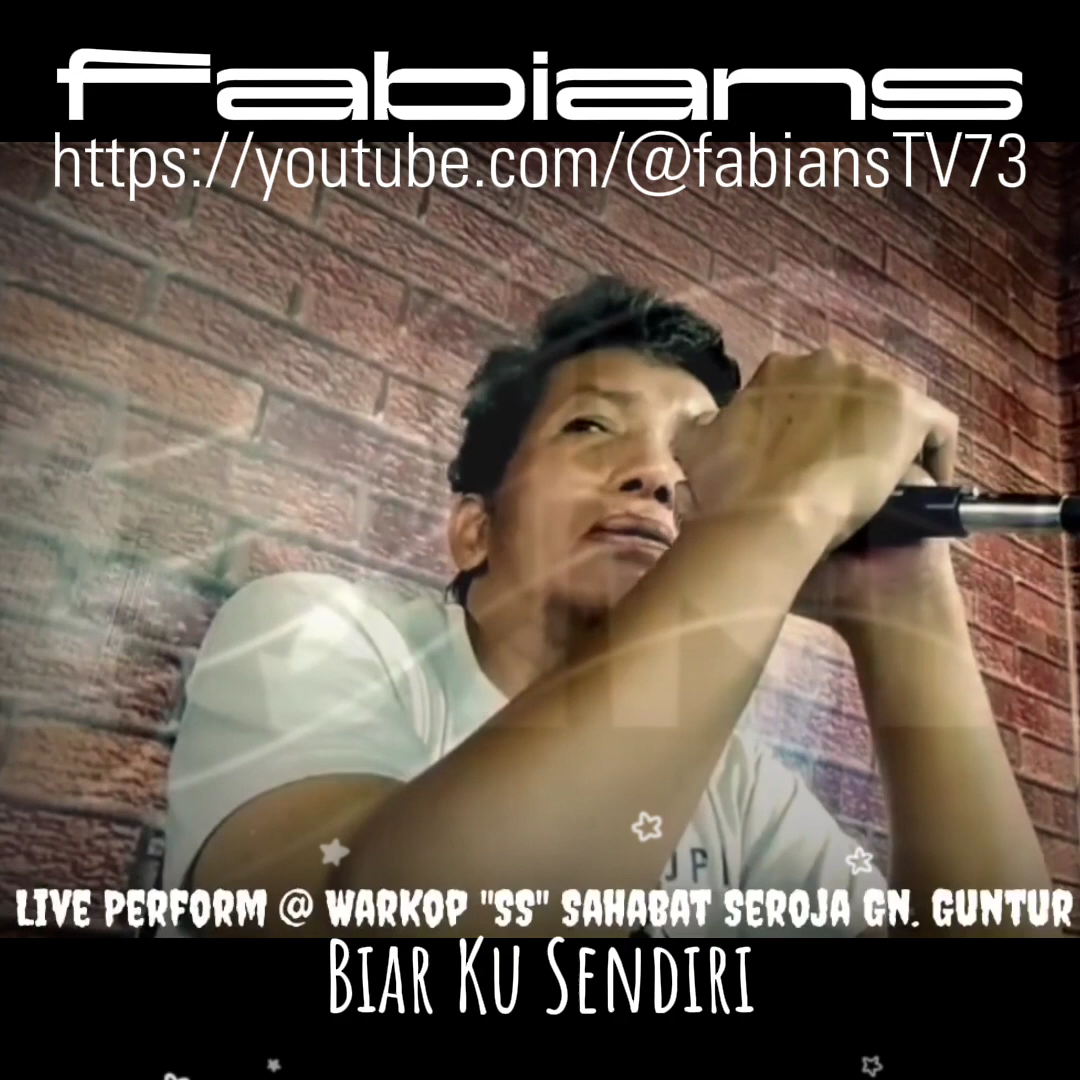 fabians
https://youtube.com/@fabiansTV73
LIVE PERFORM @ WARKOP "SS" SAHABAT SEROJA GN. GUNTUR
BIAR KU SENDIRI